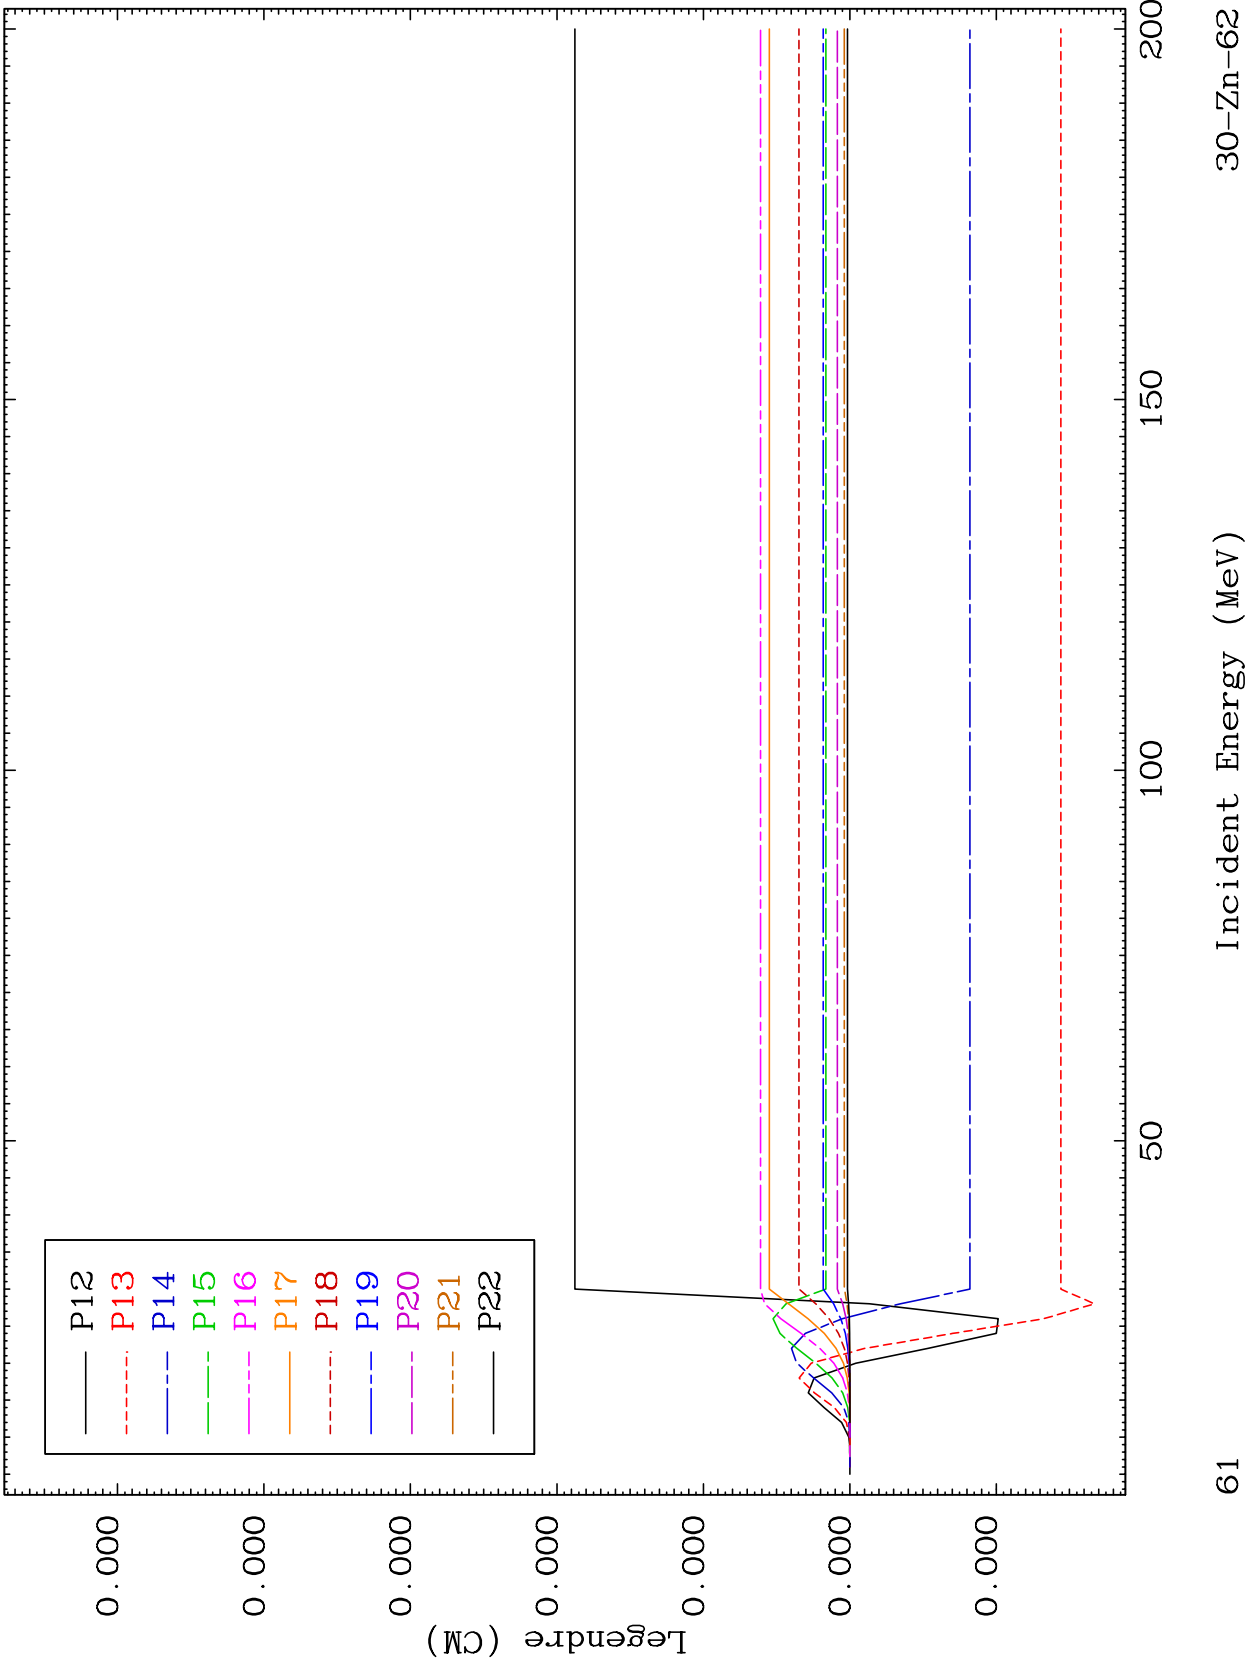 P12
P13
P14
P15
P16
P17
P18
P19
P20
P21
P22
0.000
0.000
0.000
0.000
0.000
0.000
0.000
Legendre (CM)
50
100
150
200
Incident Energy (MeV)
61
30-Zn-62